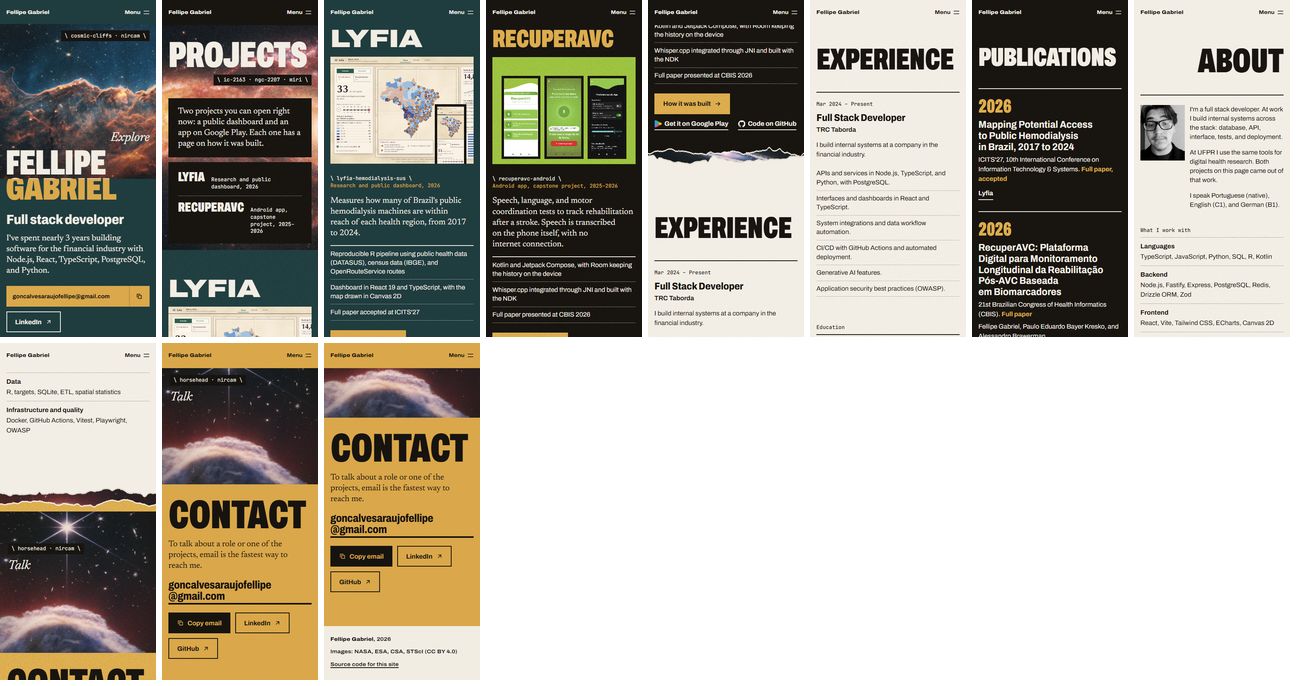 Fellipe Gabriel
Menu
\ cosmic-cliffs · nircam \
Explore
FELLIPE
GABRIEL
Full stack developer
I've spent nearly 3 years building
software for the financial industry with
Node.js, React, TypeScript, PostgreSQL,
and Python.
goncalvesaraujofellipe@gmail.com
LinkedIn ↗
Fellipe Gabriel
Menu
PROJECTS
\ ic-2163 · ngc-2207 · miri \
Two projects you can open right
now: a public dashboard and an
app on Google Play. Each one has a
page on how it was built.
LYFIA
Research and public
dashboard, 2026
RECUPERAVC
Android app,
capstone
project, 2025-
2026
LYFIA
Fellipe Gabriel
Menu
LYFIA
33
14,
\ lyfia-hemodialysis-sus \
Research and public dashboard, 2026
Measures how many of Brazil's public
hemodialysis machines are within
reach of each health region, from 2017
to 2024.
Reproducible R pipeline using public health data
(DATASUS), census data (IBGE), and
OpenRouteService routes
Dashboard in React 19 and TypeScript, with the
map drawn in Canvas 2D
Full paper accepted at ICITS'27
Fellipe Gabriel
Menu
RECUPERAVC
\ recuperavc-android \
Android app, capstone project, 2025-2026
Speech, language, and motor
coordination tests to track rehabilitation
after a stroke. Speech is transcribed
on the phone itself, with no
internet connection.
Kotlin and Jetpack Compose, with Room keeping
the history on the device
Whisper.cpp integrated through JNI and built with
the NDK
Full paper presented at CBIS 2026
Fellipe Gabriel
Menu
Kotlin and Jetpack Compose, with Room keeping
the history on the device
Whisper.cpp integrated through JNI and built with
the NDK
Full paper presented at CBIS 2026
How it was built →
Get it on Google Play
Code on GitHub
EXPERIENCE
Mar 2024 – Present
Full Stack Developer
TRC Taborda
I build internal systems at a company in the
financial industry.
Fellipe Gabriel
Menu
EXPERIENCE
Mar 2024 – Present
Full Stack Developer
TRC Taborda
I build internal systems at a company in the
financial industry.
APIs and services in Node.js, TypeScript, and
Python, with PostgreSQL.
Interfaces and dashboards in React and
TypeScript.
System integrations and data workflow
automation.
CI/CD with GitHub Actions and automated
deployment.
Generative AI features.
Application security best practices (OWASP).
Education
Fellipe Gabriel
Menu
PUBLICATIONS
2026
Mapping Potential Access
to Public Hemodialysis
in Brazil, 2017 to 2024
ICITS'27, 10th International Conference on
Information Technology & Systems. Full paper,
accepted
Lyfia
2026
RecuperAVC: Plataforma
Digital para Monitoramento
Longitudinal da Reabilitação
Pós-AVC Baseada
em Biomarcadores
21st Brazilian Congress of Health Informatics
(CBIS). Full paper
Fellipe Gabriel, Paulo Eduardo Bayer Kresko, and
Alessandro Brawerman
Fellipe Gabriel
Menu
ABOUT
I'm a full stack developer. At work
I build internal systems across
the stack: database, API,
interface, tests, and deployment.
At UFPR I use the same tools for
digital health research. Both
projects on this page came out of
that work.
I speak Portuguese (native),
English (C1), and German (B1).
What I work with
Languages
TypeScript, JavaScript, Python, SQL, R, Kotlin
Backend
Node.js, Fastify, Express, PostgreSQL, Redis,
Drizzle ORM, Zod
Frontend
React, Vite, Tailwind CSS, ECharts, Canvas 2D
Fellipe Gabriel
Menu
Data
R, targets, SQLite, ETL, spatial statistics
Infrastructure and quality
Docker, GitHub Actions, Vitest, Playwright,
OWASP
\ horsehead · nircam \
Talk
CONTACT
Fellipe Gabriel
Menu
\ horsehead · nircam \
Talk
CONTACT
To talk about a role or one of the
projects, email is the fastest way to
reach me.
goncalvesaraujofellipe
@gmail.com
Copy email
LinkedIn ↗
GitHub ↗
Fellipe Gabriel
Menu
CONTACT
To talk about a role or one of the
projects, email is the fastest way to
reach me.
goncalvesaraujofellipe
@gmail.com
Copy email
LinkedIn ↗
GitHub ↗
Fellipe Gabriel, 2026
Images: NASA, ESA, CSA, STScI (CC BY 4.0)
Source code for this site